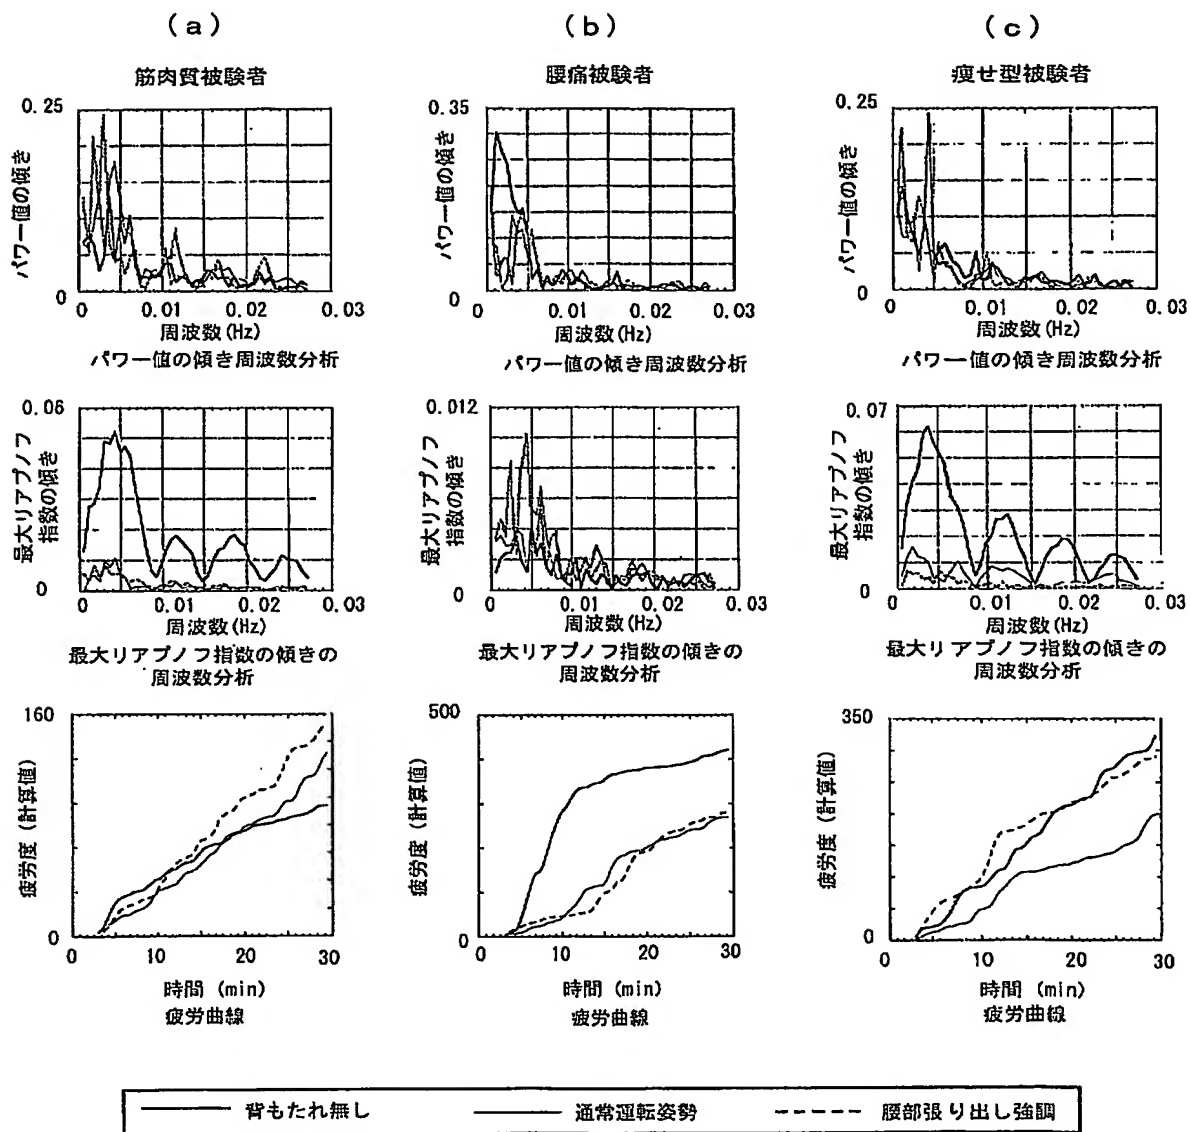 (a)
筋肉質被験者
0.25
パワー値の傾き
0
0
0.01
0.02
0.03
周波数(Hz)
パワー値の傾き周波数分析
0.06
最大リアプノフ
指数の傾き
0
0
0.01
0.02
0.03
周波数(Hz)
最大リアプノフ指数の傾きの
周波数分析
160
疲労度 (計算値)
0
0
10
20
30
時間 (min)
疲労曲線
(b)
腰痛被験者
0.35
パワー値の傾き
0
0
0.01
0.02
0.03
周波数(Hz)
パワー値の傾き周波数分析
0.012
最大リアプノフ
指数の傾き
0
0
0.01
0.02
0.03
周波数(Hz)
最大リアプノフ指数の傾きの
周波数分析
500
疲労度 (計算値)
0
0
10
20
30
時間 (min)
疲労曲線
(c)
痩せ型被験者
0.25
パワー値の傾き
0
0
0.01
0.02
0.03
周波数(Hz)
パワー値の傾き周波数分析
0.07
最大リアプノフ
指数の傾き
0
0
0.01
0.02
0.03
周波数(Hz)
最大リアプノフ指数の傾きの
周波数分析
350
疲労度 (計算値)
0
0
10
20
30
時間 (min)
疲労曲線
背もたれ無し 通常運転姿勢 腰部張り出し強調